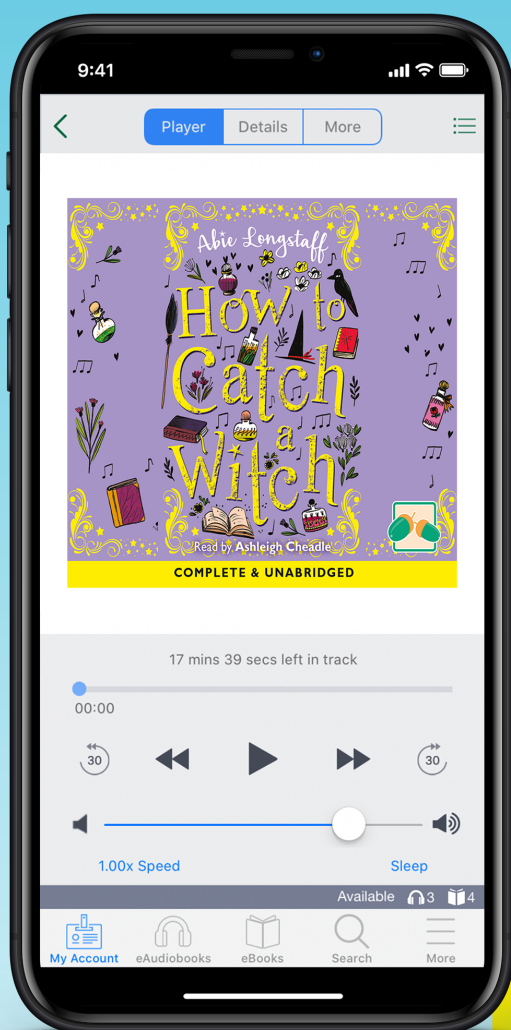 9:41
Player Details More
Abie Longstaff
How to
Catch
a
Witch
Read by Ashleigh Cheadle
COMPLETE & UNABRIDGED
17 mins 39 secs left in track
00:00
30 30
1.00x Speed Sleep
Available 3 4
My Account eAudiobooks eBooks Search More